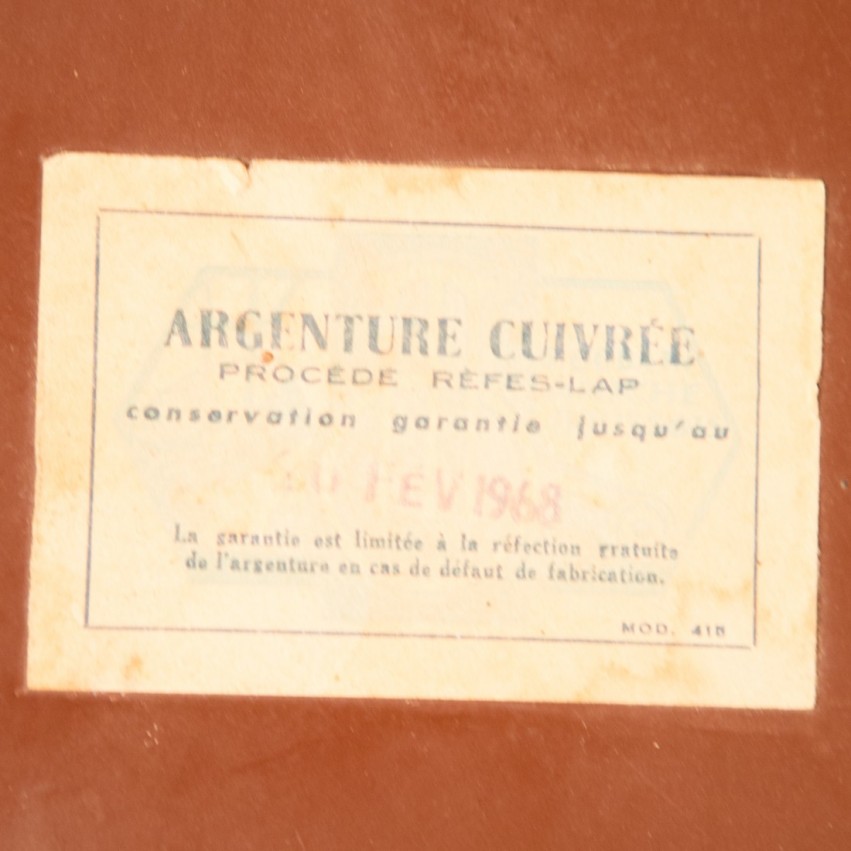 ARGENTURE CUIVRÉE
PROCÉDÉ RÉFES-LAP
conservation garantie jusqu'au
FEV 1968
La garantie est limitée à la réfection gratuite
de l'argenture en cas de défaut de fabrication.
MOD. 415